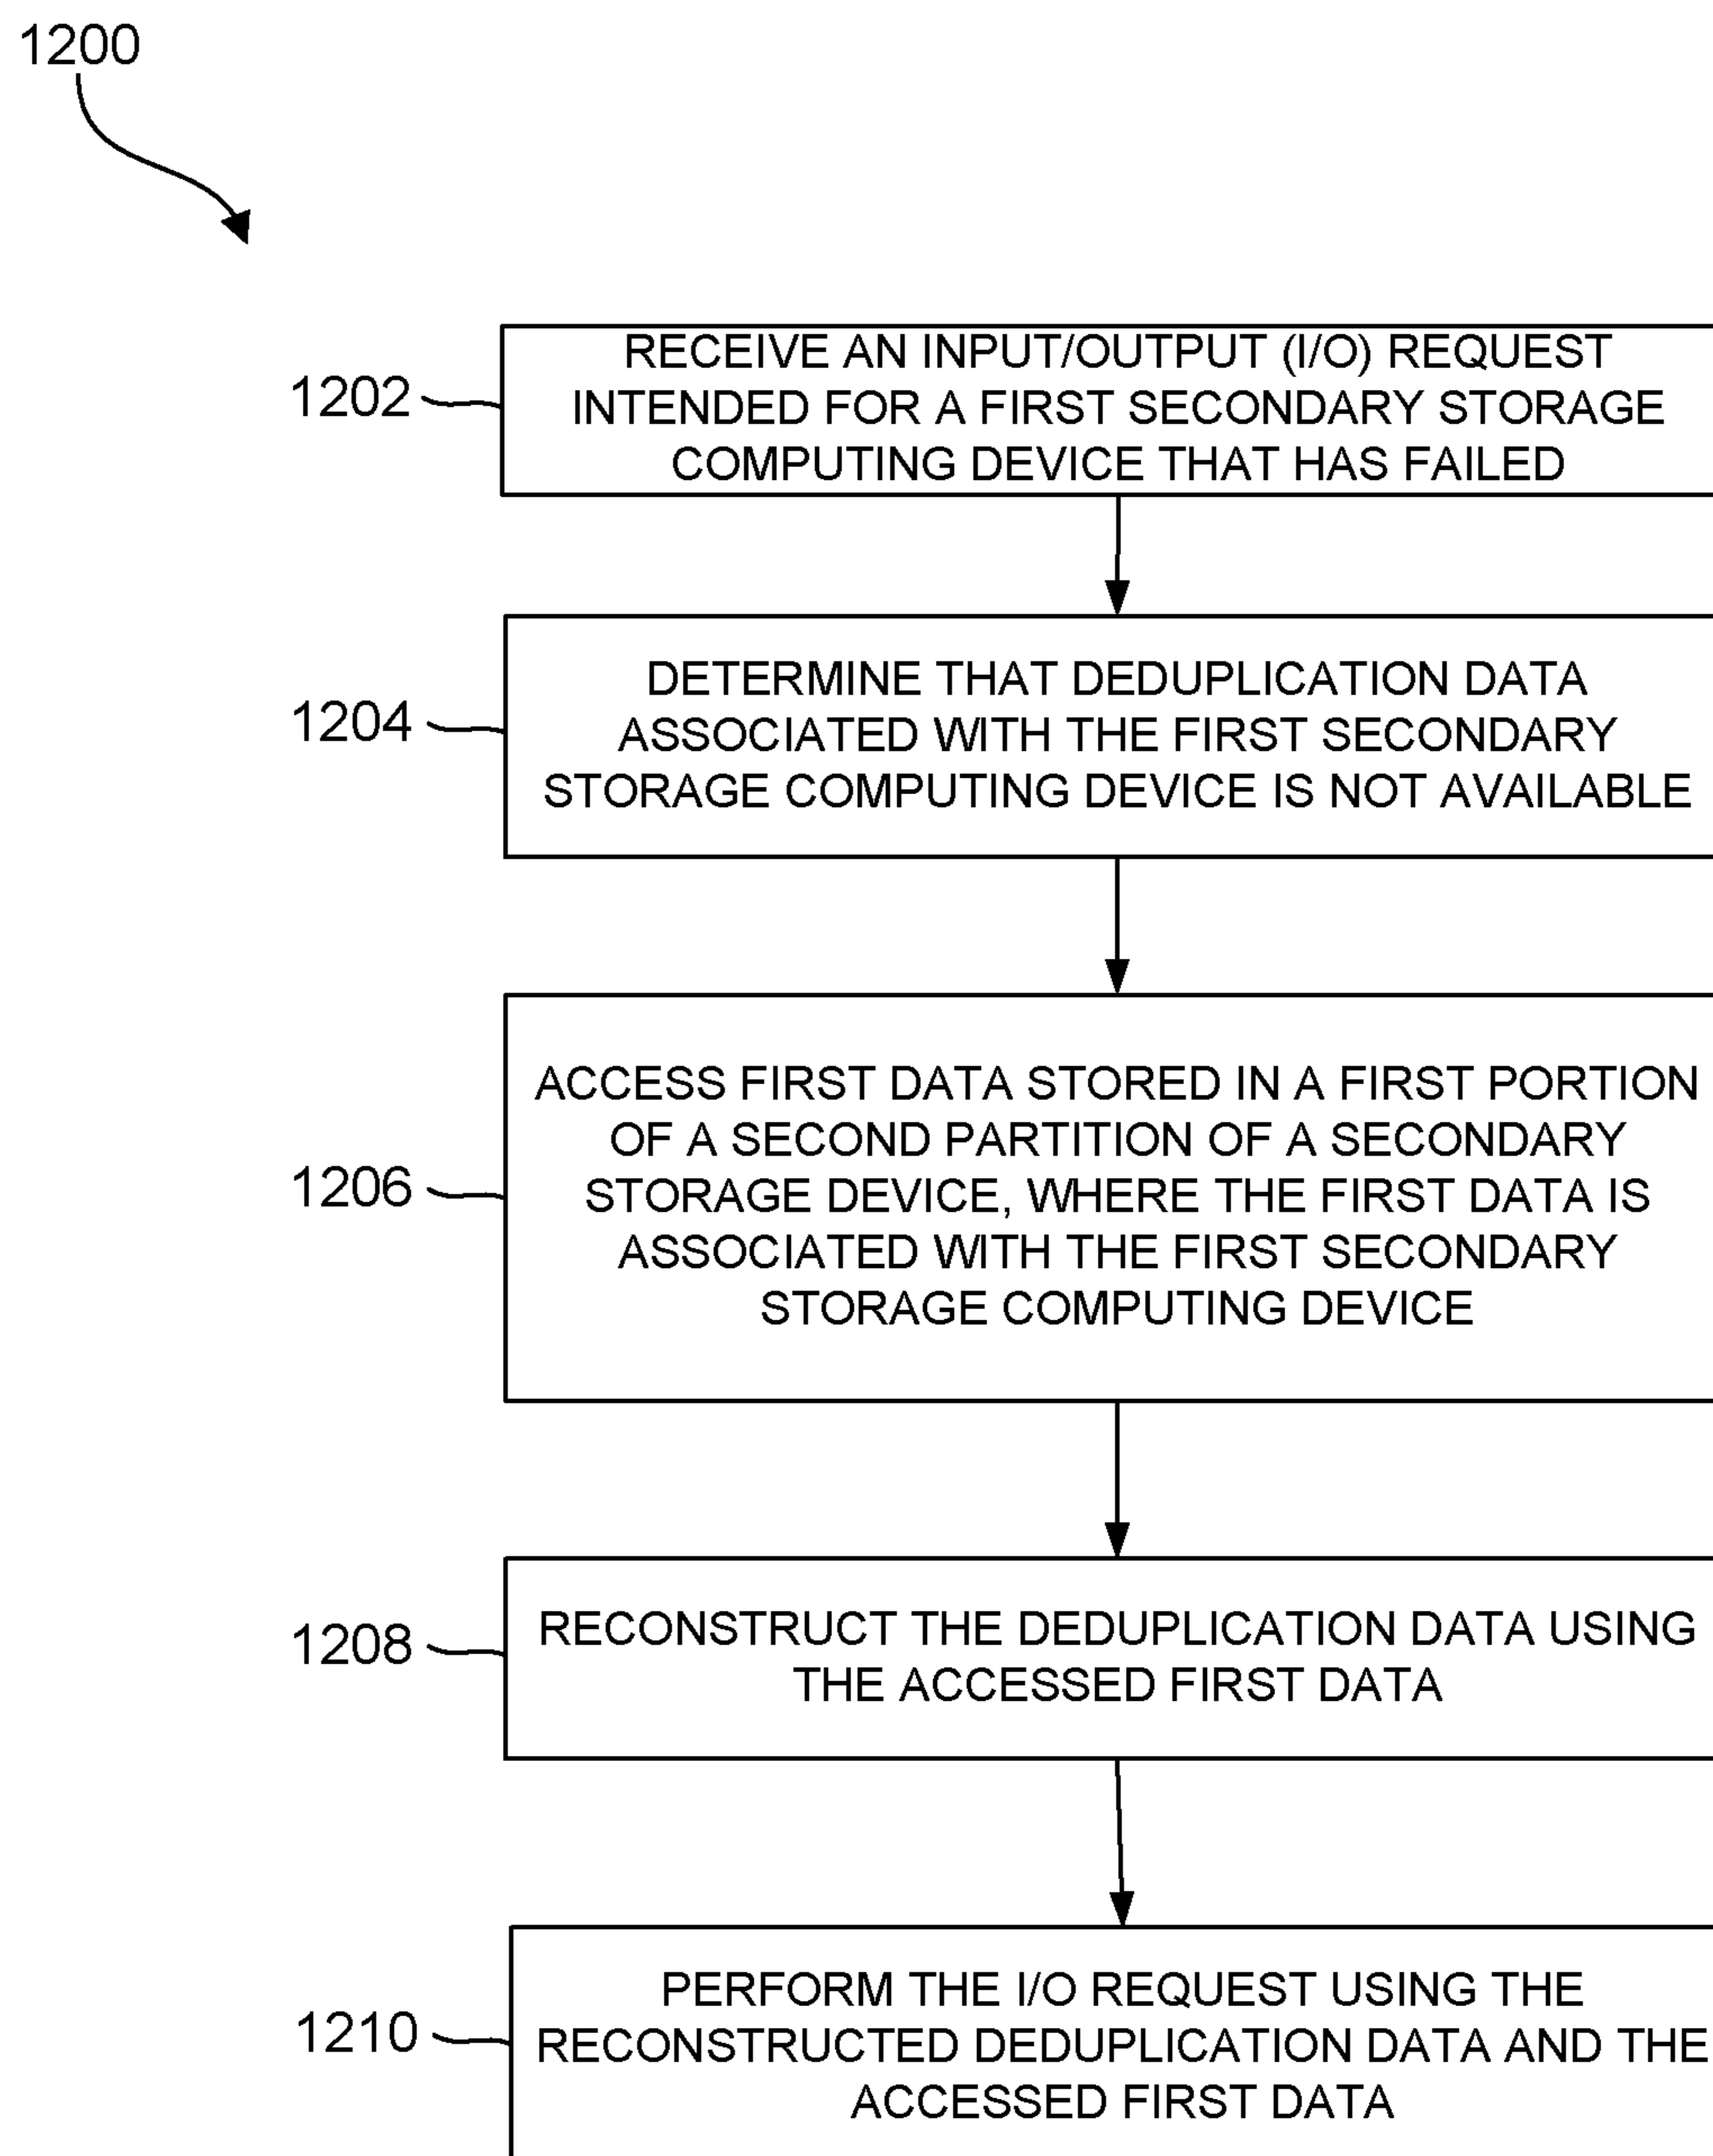 1200
1202
RECEIVE AN INPUT/OUTPUT (I/O) REQUEST
INTENDED FOR A FIRST SECONDARY STORAGE
COMPUTING DEVICE THAT HAS FAILED
1204
DETERMINE THAT DEDUPLICATION DATA
ASSOCIATED WITH THE FIRST SECONDARY
STORAGE COMPUTING DEVICE IS NOT AVAILABLE
1206
ACCESS FIRST DATA STORED IN A FIRST PORTION
OF A SECOND PARTITION OF A SECONDARY
STORAGE DEVICE, WHERE THE FIRST DATA IS
ASSOCIATED WITH THE FIRST SECONDARY
STORAGE COMPUTING DEVICE
1208
RECONSTRUCT THE DEDUPLICATION DATA USING
THE ACCESSED FIRST DATA
1210
PERFORM THE I/O REQUEST USING THE
RECONSTRUCTED DEDUPLICATION DATA AND THE
ACCESSED FIRST DATA